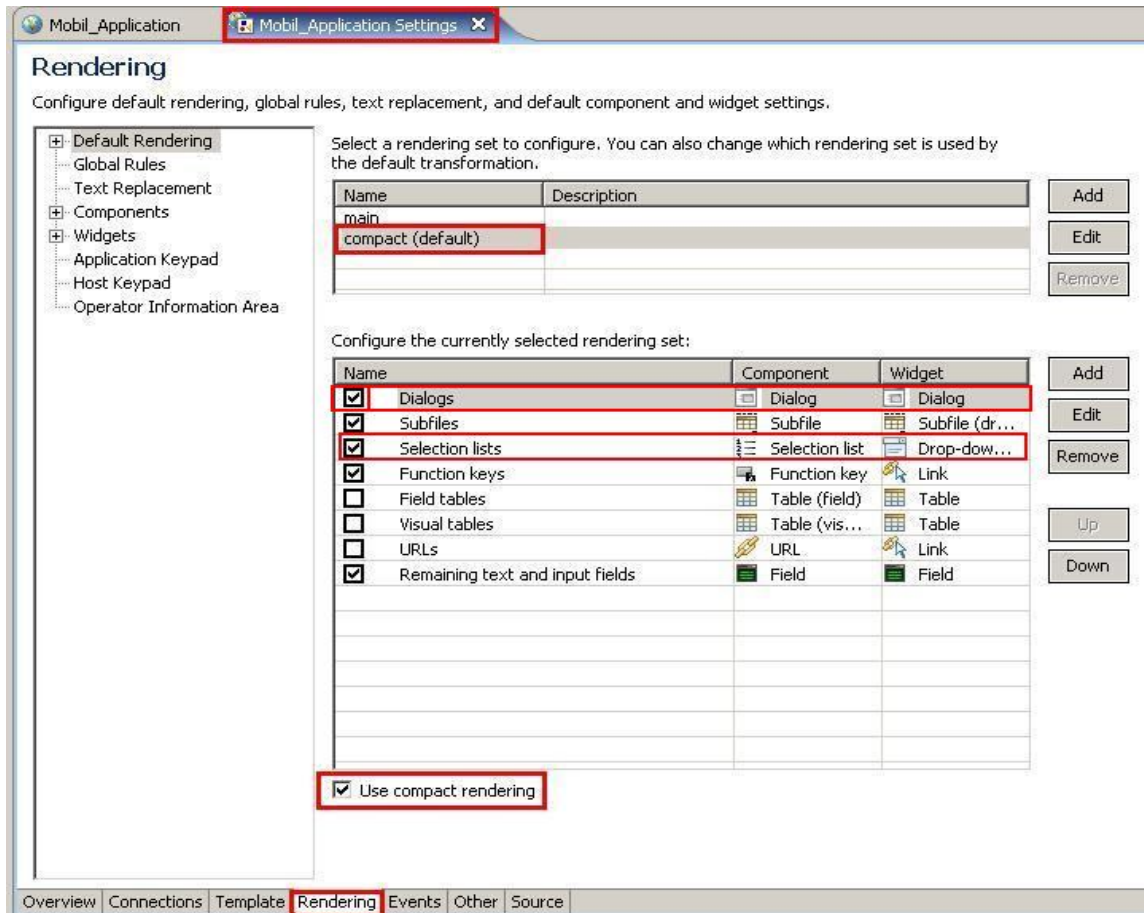 Mobil_Application
Mobil_Application Settings
Rendering
Configure default rendering, global rules, text replacement, and default component and widget settings.
Default Rendering
Global Rules
Text Replacement
Components
Widgets
Application Keypad
Host Keypad
Operator Information Area
Select a rendering set to configure. You can also change which rendering set is used by
the default transformation.
Name Description
main
compact (default)
Add
Edit
Remove
Configure the currently selected rendering set:
Name Component Widget
Dialogs Dialog Dialog
Subfiles Subfile Subfile (dr...
Selection lists Selection list Drop-dow...
Function keys Function key Link
Field tables Table (field) Table
Visual tables Table (vis... Table
URLs URL Link
Remaining text and input fields Field Field
Add
Edit
Remove
Up
Down
Use compact rendering
Overview Connections Template Rendering Events Other Source